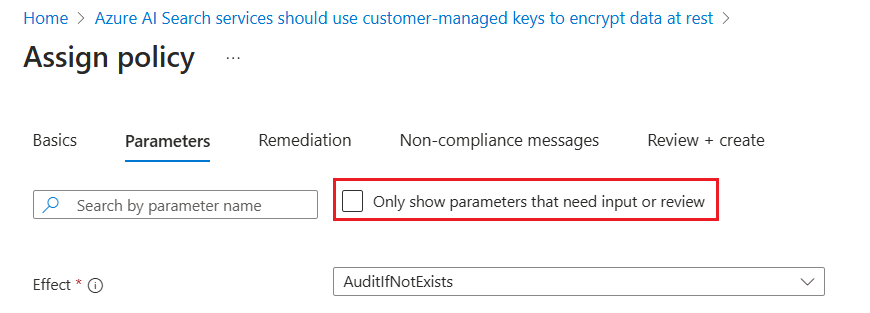 Home > Azure AI Search services should use customer-managed keys to encrypt data at rest >
Assign policy ...
Basics Parameters Remediation Non-compliance messages Review + create
Search by parameter name Only show parameters that need input or review
Effect * AuditIfNotExists